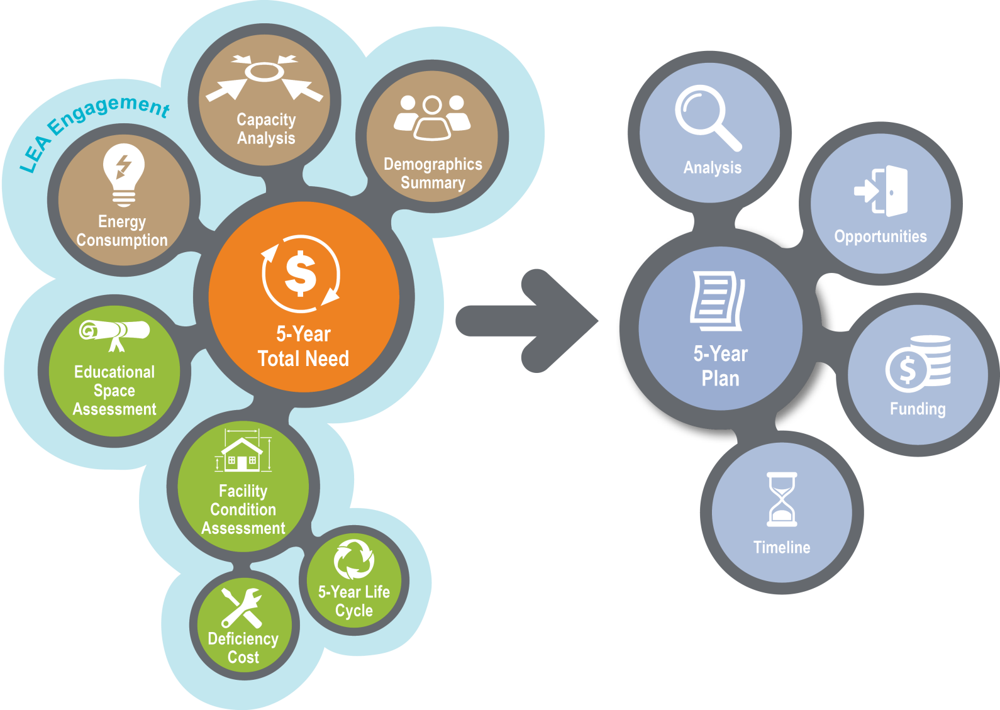 LEA Engagement
Capacity
Analysis
Demographics
Summary
Energy
Consumption
$
5-Year
Total Need
Educational
Space
Assessment
Facility
Condition
Assessment
5-Year Life
Cycle
Deficiency
Cost
Analysis
Opportunities
5-Year
Plan
$
Funding
Timeline